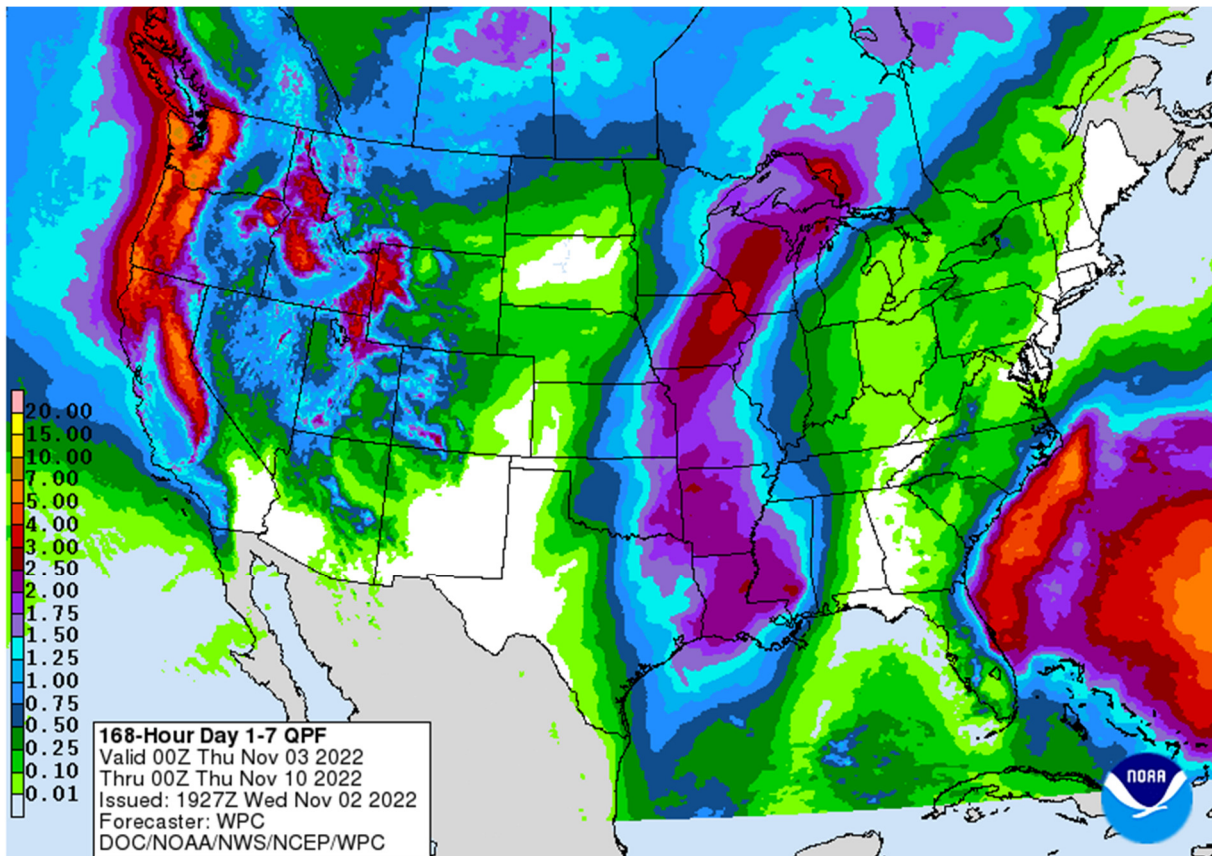 20.00
15.00
10.00
7.00
5.00
4.00
3.00
2.50
2.00
1.75
1.50
1.25
1.00
0.75
0.50
0.25
0.10
0.01
168-Hour Day 1-7 QPF
Valid 00Z Thu Nov 03 2022
Thru 00Z Thu Nov 10 2022
Issued: 1927Z Wed Nov 02 2022
Forecaster: WPC
DOC/NOAA/NWS/NCEP/WPC
NOAA